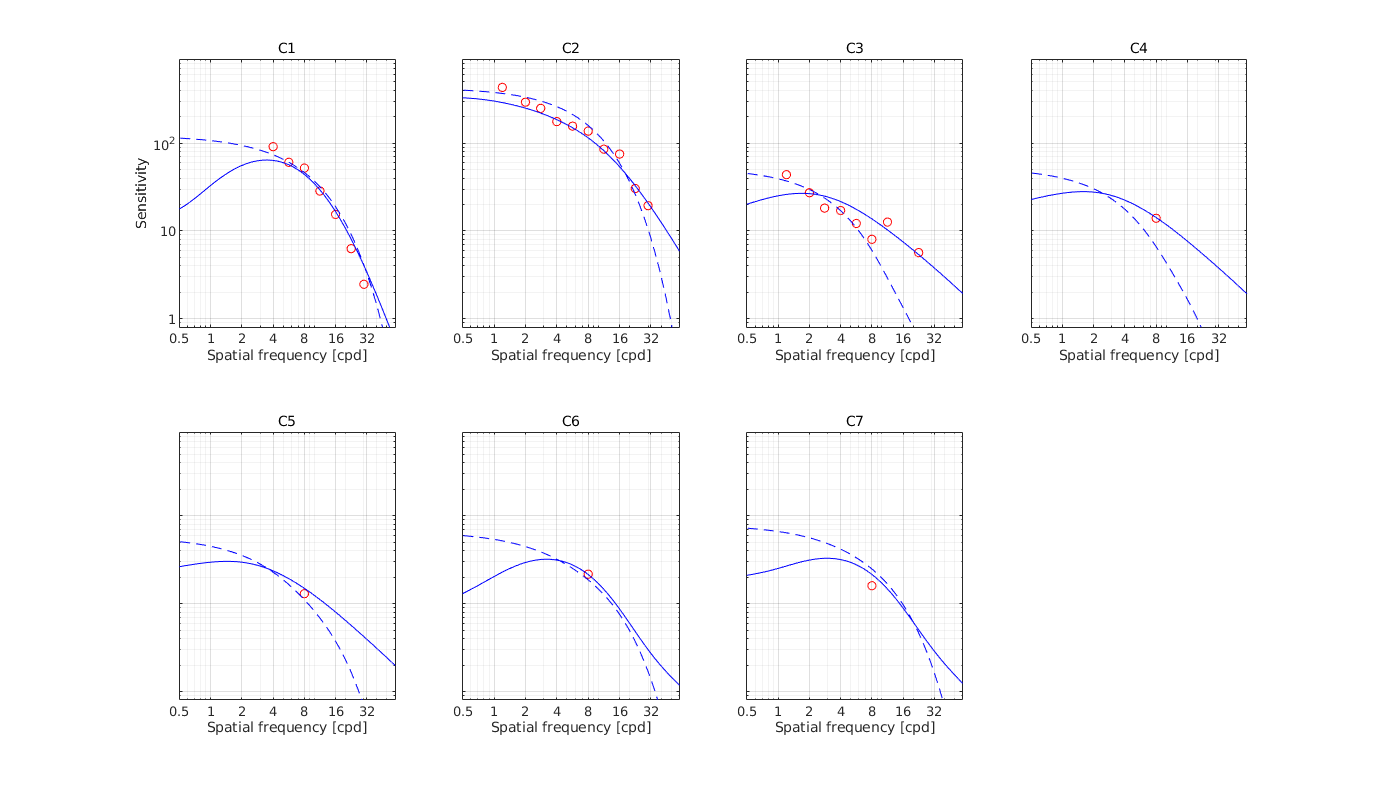 C1 C2 C3 C4
Sensitivity
10²
10
1
0.5 1 2 4 8 16 32 0.5 1 2 4 8 16 32 0.5 1 2 4 8 16 32 0.5 1 2 4 8 16 32
Spatial frequency [cpd] Spatial frequency [cpd] Spatial frequency [cpd] Spatial frequency [cpd]
C5 C6 C7
0.5 1 2 4 8 16 32 0.5 1 2 4 8 16 32 0.5 1 2 4 8 16 32
Spatial frequency [cpd] Spatial frequency [cpd] Spatial frequency [cpd]